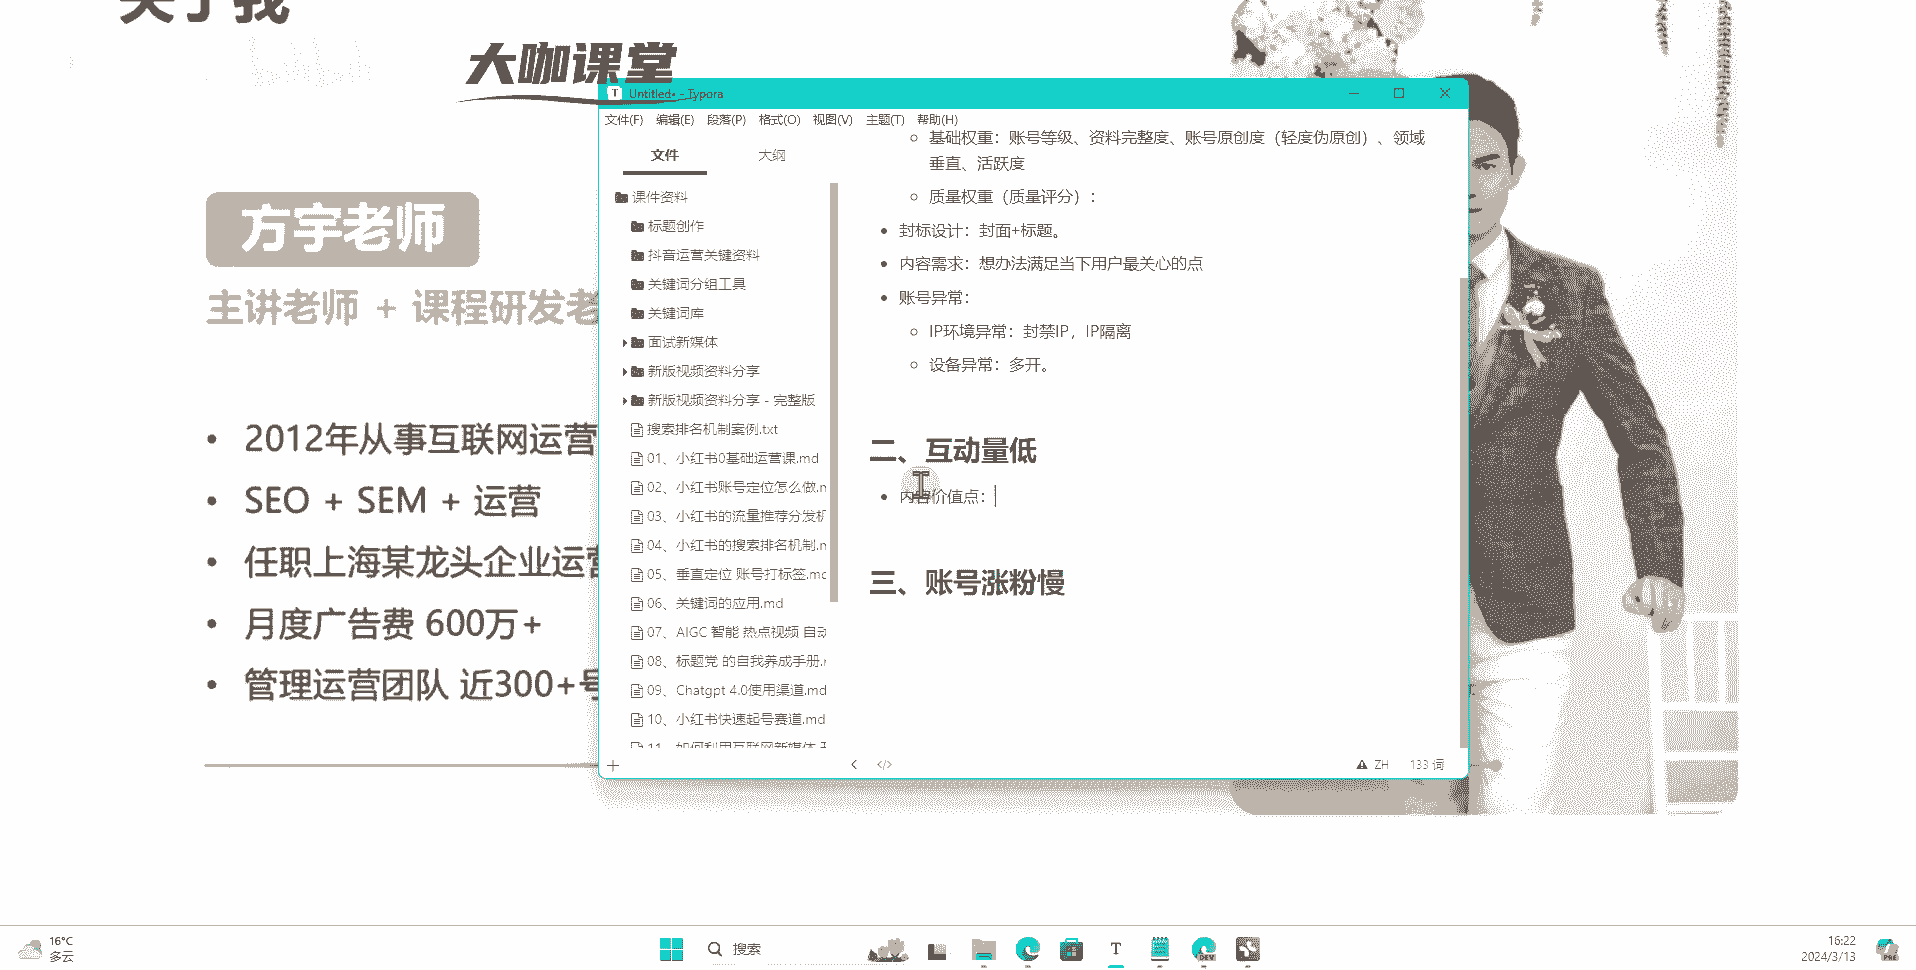 关于我
大咖课堂
方宇老师
主讲老师 + 课程研发老
2012年从事互联网运营
SEO + SEM + 运营
任职上海某龙头企业运营
月度广告费 600万+
管理运营团队 近300+号
T Untitled• - Typora
文件(F) 编辑(E) 段落(P) 格式(O) 视图(V) 主题(T) 帮助(H)
文件 大纲
课件资料
标题创作
抖音运营关键资料
关键词分组工具
关键词库
面试新媒体
新版视频资料分享
新版视频资料分享 - 完整版
搜索排名机制案例.txt
01、小红书0基础运营课.md
02、小红书账号定位怎么做.m
03、小红书的流量推荐分发机
04、小红书的搜索排名机制.m
05、垂直定位 账号打标签.md
06、关键词的应用.md
07、AIGC 智能 热点视频 自动
08、标题党 的自我养成手册.m
09、Chatgpt 4.0使用渠道.md
10、小红书快速起号赛道.md
11、如何利用互联网新媒体
基础权重：账号等级、资料完整度、账号原创度（轻度伪原创）、领域
垂直、活跃度
质量权重（质量评分）：
封标设计：封面+标题。
内容需求：想办法满足当下用户最关心的点
账号异常：
IP环境异常：封禁IP，IP隔离
设备异常：多开。
二、互动量低
内容价值点：
三、账号涨粉慢
ZH 133 词
16°C
多云
搜索
T
DEV
16:22
2024/3/13
PRE